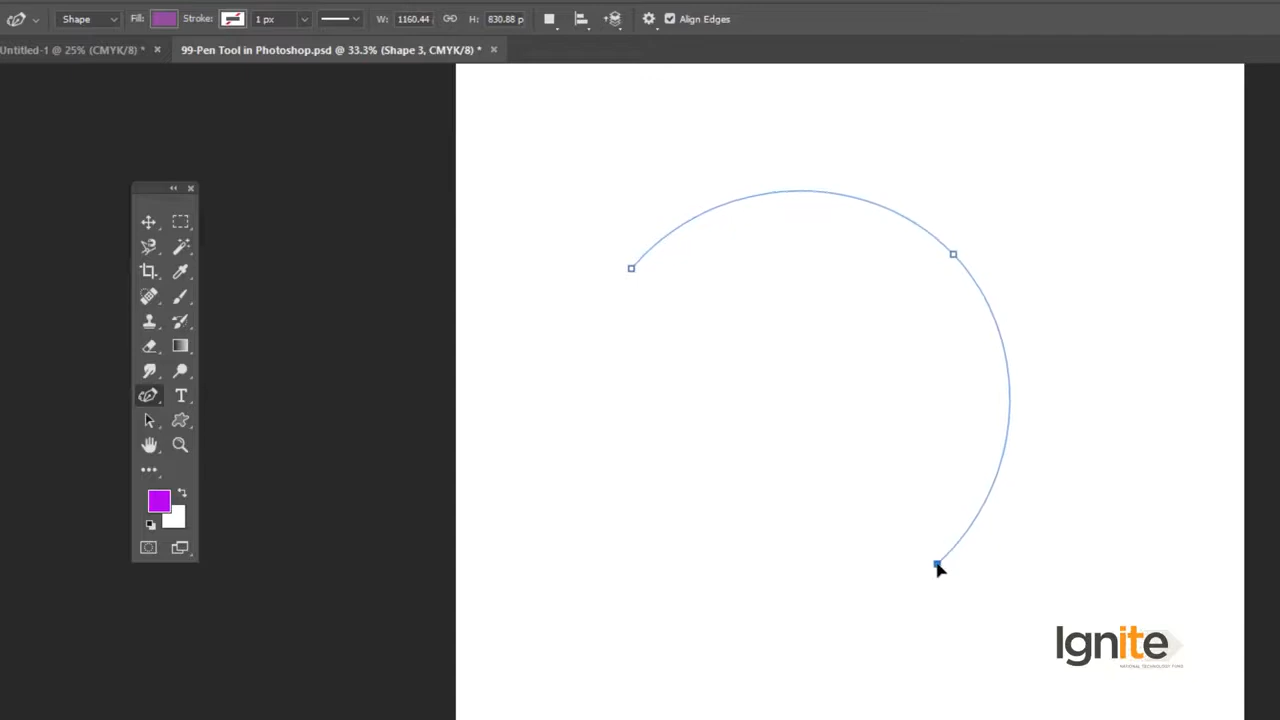 Shape Fill: Stroke: 1 px W: 1160.44 H: 830.88 p Align Edges
Untitled-1 @ 25% (CMYK/8) * × 99-Pen Tool in Photoshop.psd @ 33.3% (Shape 3, CMYK/8) * ×
T
Ignite
NATIONAL TECHNOLOGY FUND